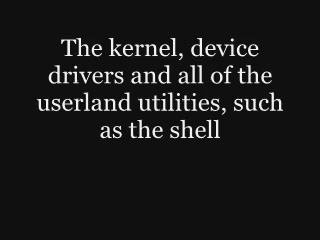 The kernel, device
drivers and all of the
userland utilities, such
as the shell